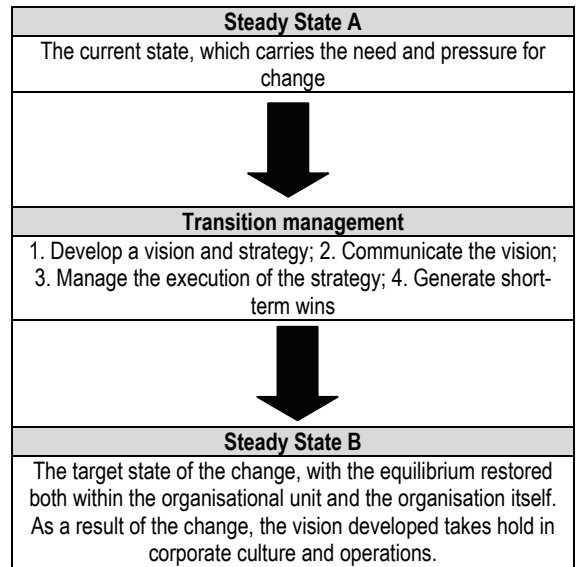 Steady State A
The current state, which carries the need and pressure for
change
Transition management
1. Develop a vision and strategy; 2. Communicate the vision;
3. Manage the execution of the strategy; 4. Generate short-
term wins
Steady State B
The target state of the change, with the equilibrium restored
both within the organisational unit and the organisation itself.
As a result of the change, the vision developed takes hold in
corporate culture and operations.